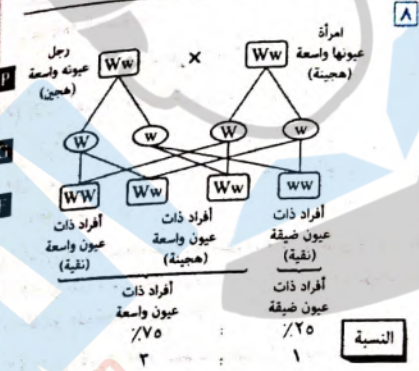 ٨
امرأة
عيونها واسعة
(هجينة)
Ww
×
Ww
رجل
عيونه واسعة
(هجين)
P
W
w
W
w
G
WW
Ww
Ww
ww
F
أفراد ذات
عيون ضيقة
(نقية)
أفراد ذات
عيون واسعة
(هجينة)
أفراد ذات
عيون واسعة
(نقية)
أفراد ذات
عيون ضيقة
أفراد ذات
عيون واسعة
النسبة
٢٥٪ : ٧٥٪
١ : ٣